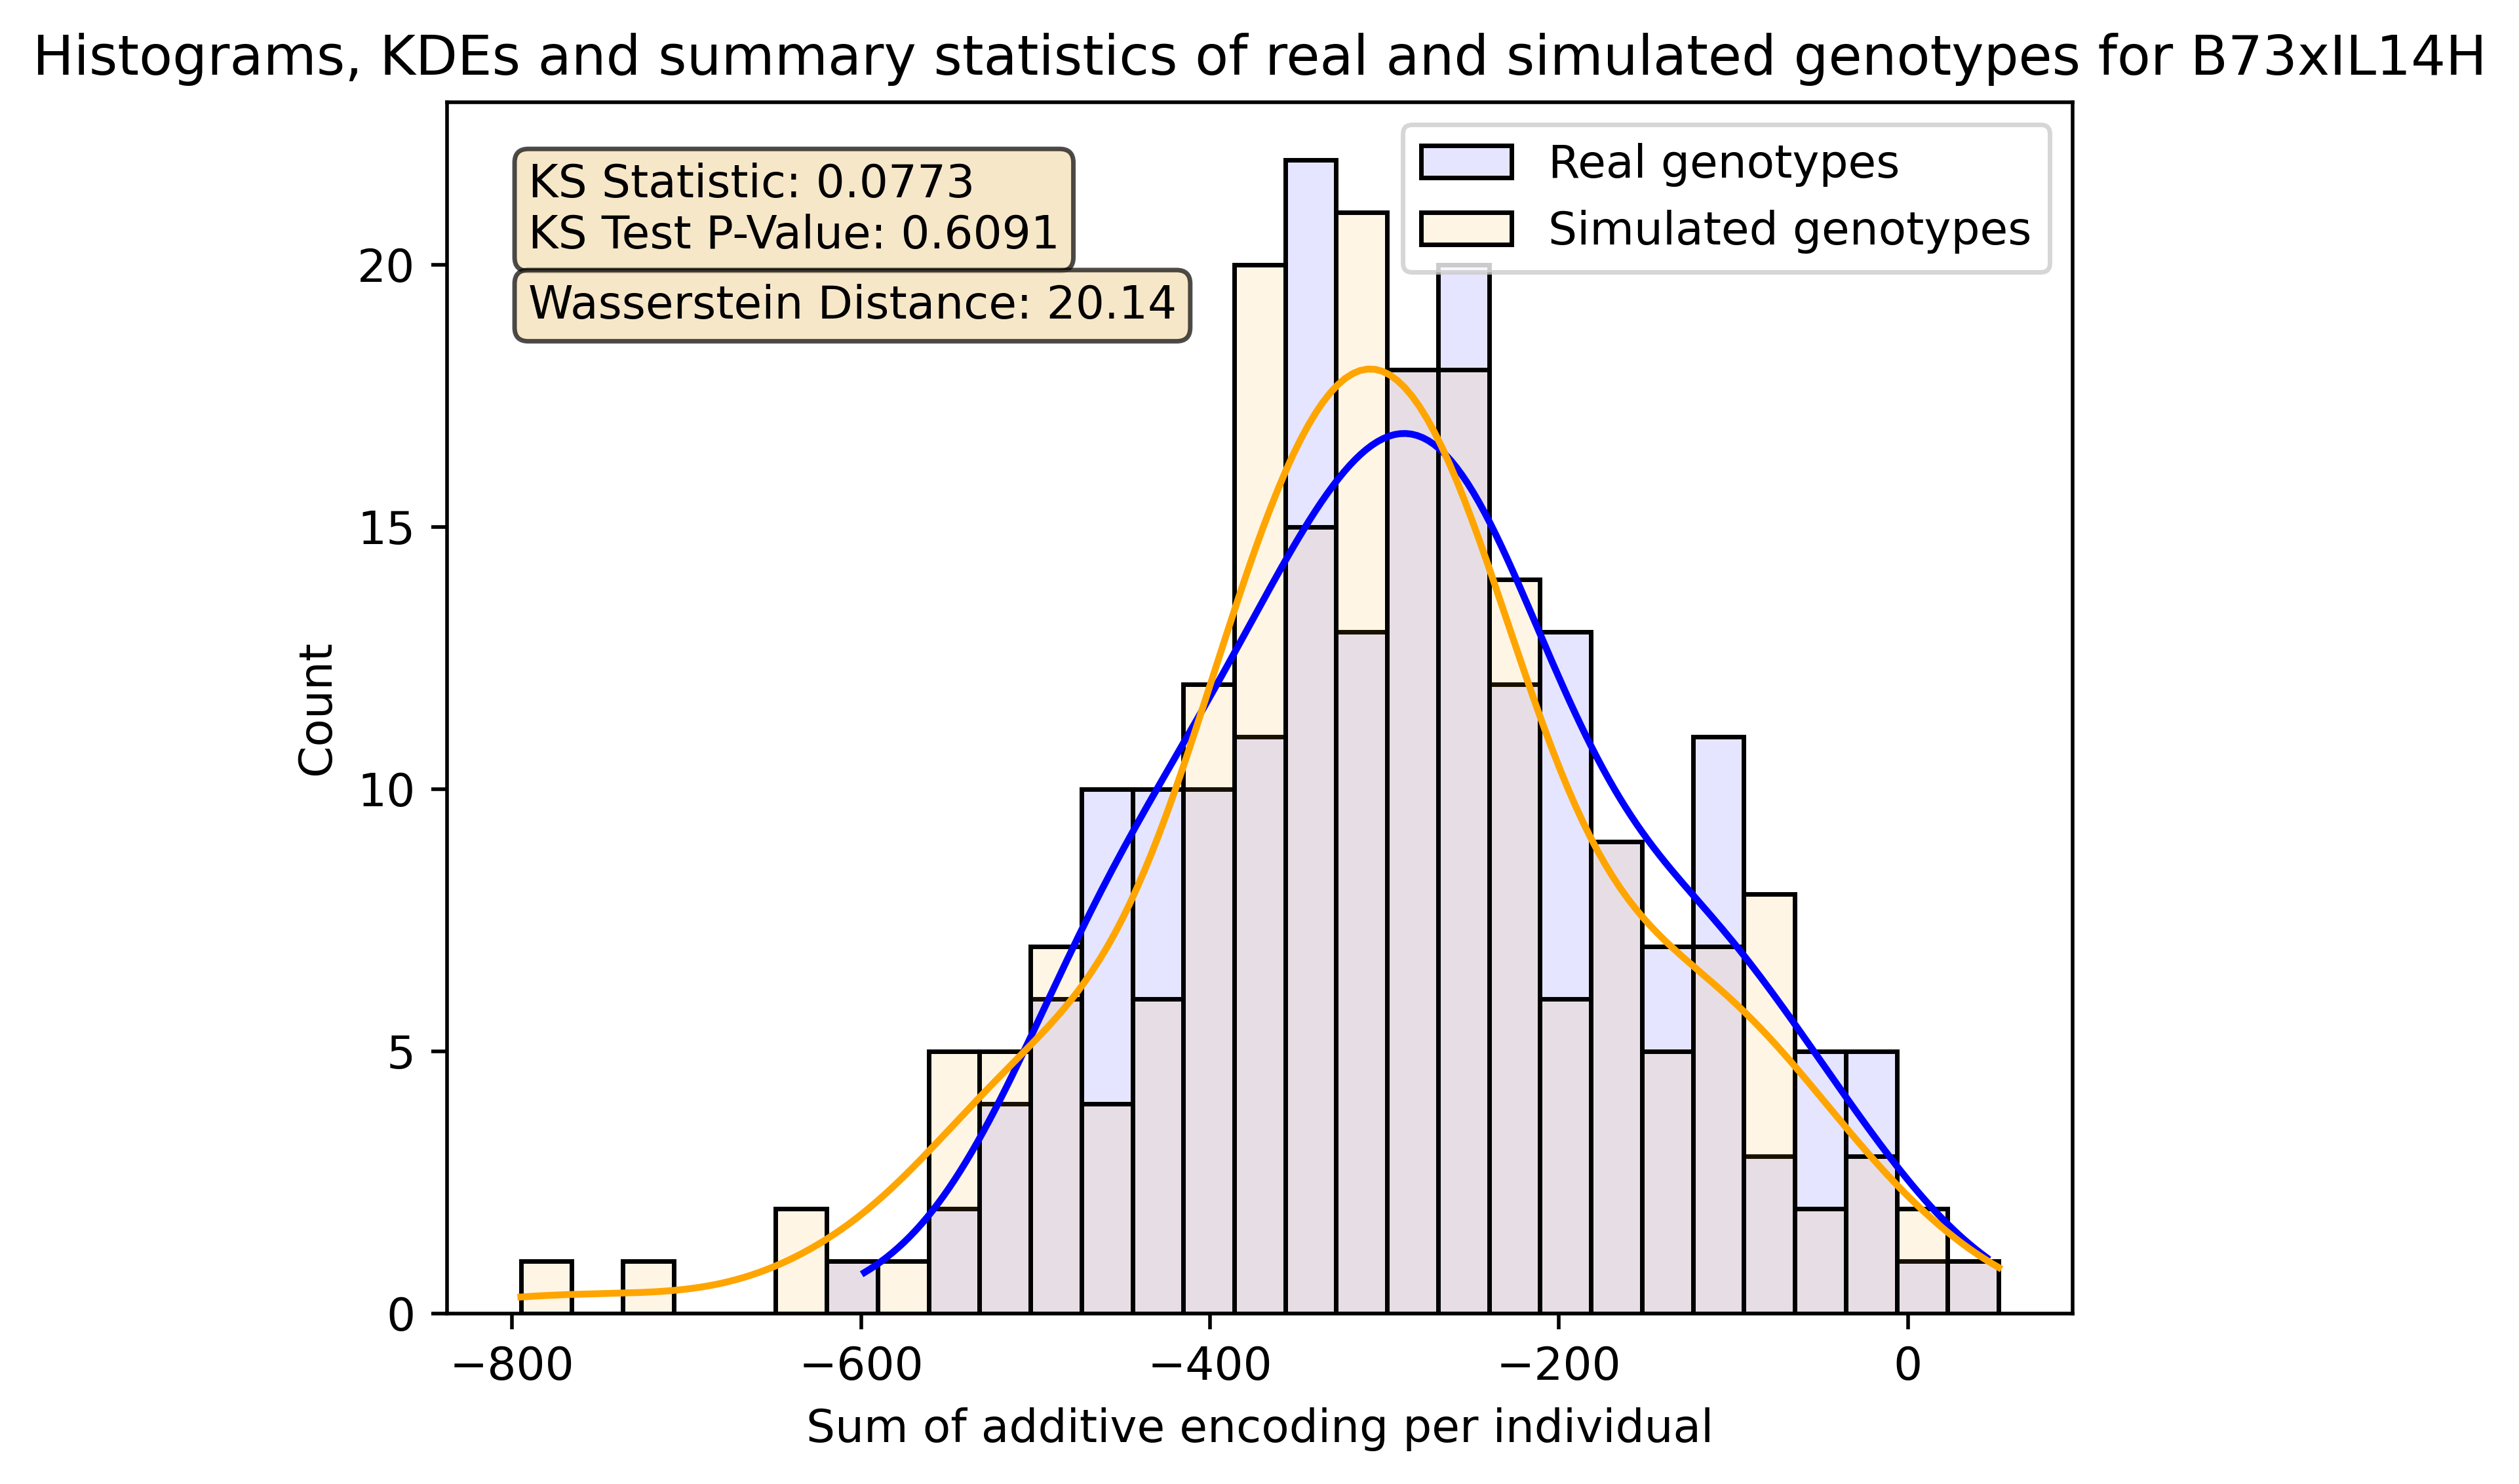 Histograms, KDEs and summary statistics of real and simulated genotypes for B73xIL14H
KS Statistic: 0.0773
KS Test P-Value: 0.6091
Wasserstein Distance: 20.14
Real genotypes
Simulated genotypes
Count
20
15
10
5
0
−800
−600
−400
−200
0
Sum of additive encoding per individual